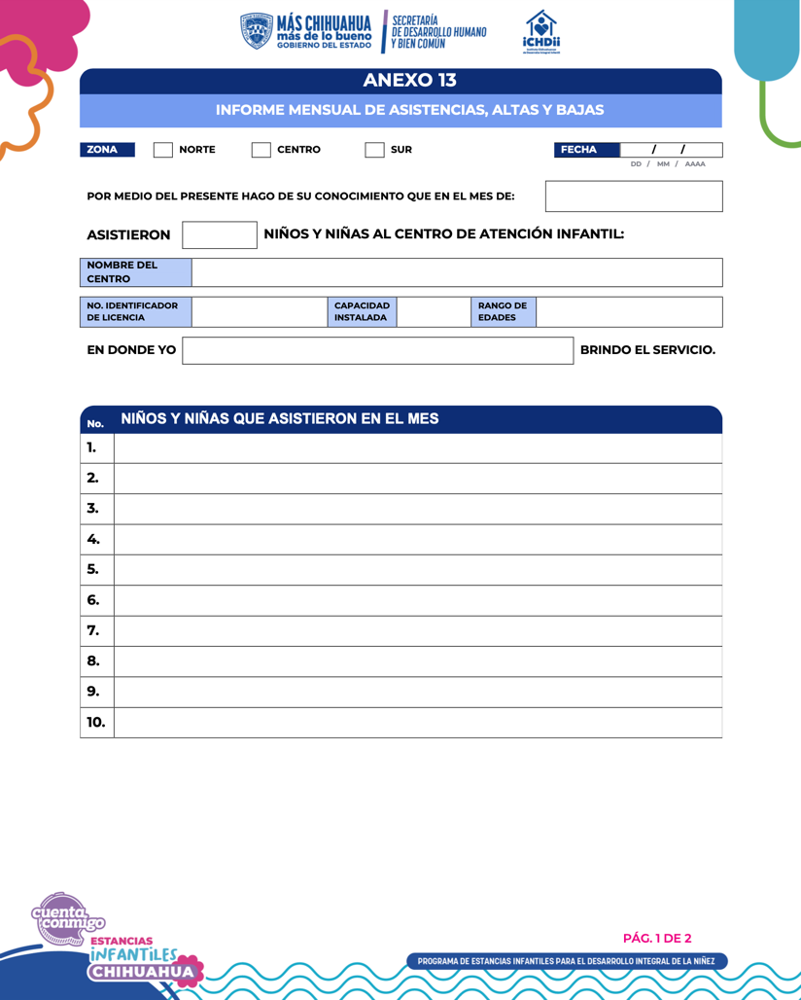 MÁS CHIHUAHUA
más de lo bueno
GOBIERNO DEL ESTADO
SECRETARÍA
DE DESARROLLO HUMANO
Y BIEN COMÚN
iCHDii
ANEXO 13
INFORME MENSUAL DE ASISTENCIAS, ALTAS Y BAJAS
ZONA NORTE CENTRO SUR FECHA / /
DD / MM / AAAA
POR MEDIO DEL PRESENTE HAGO DE SU CONOCIMIENTO QUE EN EL MES DE:
ASISTIERON NIÑOS Y NIÑAS AL CENTRO DE ATENCIÓN INFANTIL:
NOMBRE DEL
CENTRO
NO. IDENTIFICADOR
DE LICENCIA
CAPACIDAD
INSTALADA
RANGO DE
EDADES
EN DONDE YO BRINDO EL SERVICIO.
No. NIÑOS Y NIÑAS QUE ASISTIERON EN EL MES
1.
2.
3.
4.
5.
6.
7.
8.
9.
10.
cuenta
conmigo
ESTANCIAS
iNFANTiLES
CHIHUAHUA
PÁG. 1 DE 2
PROGRAMA DE ESTANCIAS INFANTILES PARA EL DESARROLLO INTEGRAL DE LA NIÑEZ